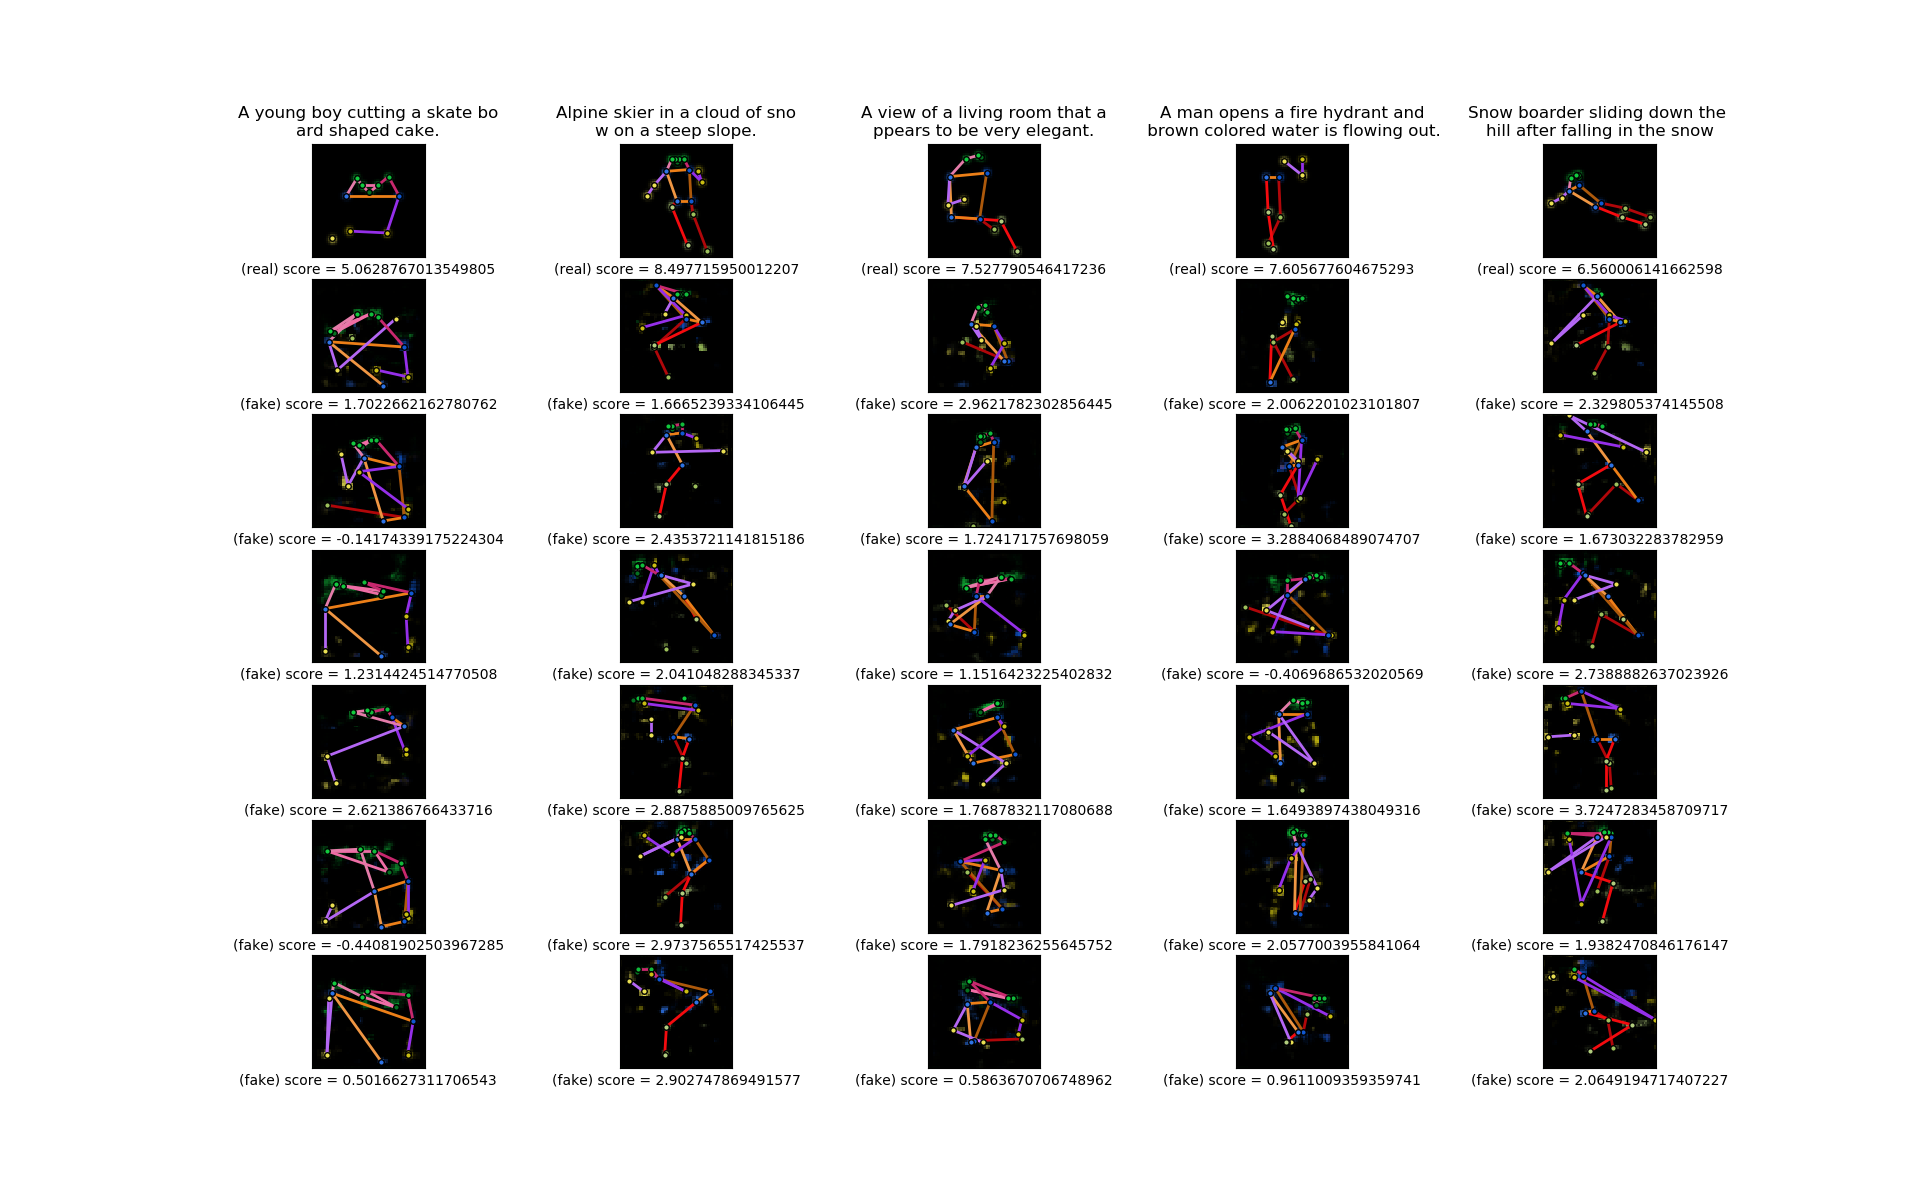 A young boy cutting a skate bo
ard shaped cake.
Alpine skier in a cloud of sno
w on a steep slope.
A view of a living room that a
ppears to be very elegant.
A man opens a fire hydrant and
brown colored water is flowing out.
Snow boarder sliding down the
hill after falling in the snow
(real) score = 5.0628767013549805
(real) score = 8.497715950012207
(real) score = 7.527790546417236
(real) score = 7.605677604675293
(real) score = 6.560006141662598
(fake) score = 1.7022662162780762
(fake) score = 1.6665239334106445
(fake) score = 2.9621782302856445
(fake) score = 2.0062201023101807
(fake) score = 2.329805374145508
(fake) score = -0.14174339175224304
(fake) score = 2.4353721141815186
(fake) score = 1.724171757698059
(fake) score = 3.2884068489074707
(fake) score = 1.673032283782959
(fake) score = 1.2314424514770508
(fake) score = 2.041048288345337
(fake) score = 1.1516423225402832
(fake) score = -0.4069686532020569
(fake) score = 2.7388882637023926
(fake) score = 2.621386766433716
(fake) score = 2.8875885009765625
(fake) score = 1.7687832117080688
(fake) score = 1.6493897438049316
(fake) score = 3.7247283458709717
(fake) score = -0.44081902503967285
(fake) score = 2.9737565517425537
(fake) score = 1.7918236255645752
(fake) score = 2.0577003955841064
(fake) score = 1.9382470846176147
(fake) score = 0.5016627311706543
(fake) score = 2.902747869491577
(fake) score = 0.5863670706748962
(fake) score = 0.9611009359359741
(fake) score = 2.0649194717407227